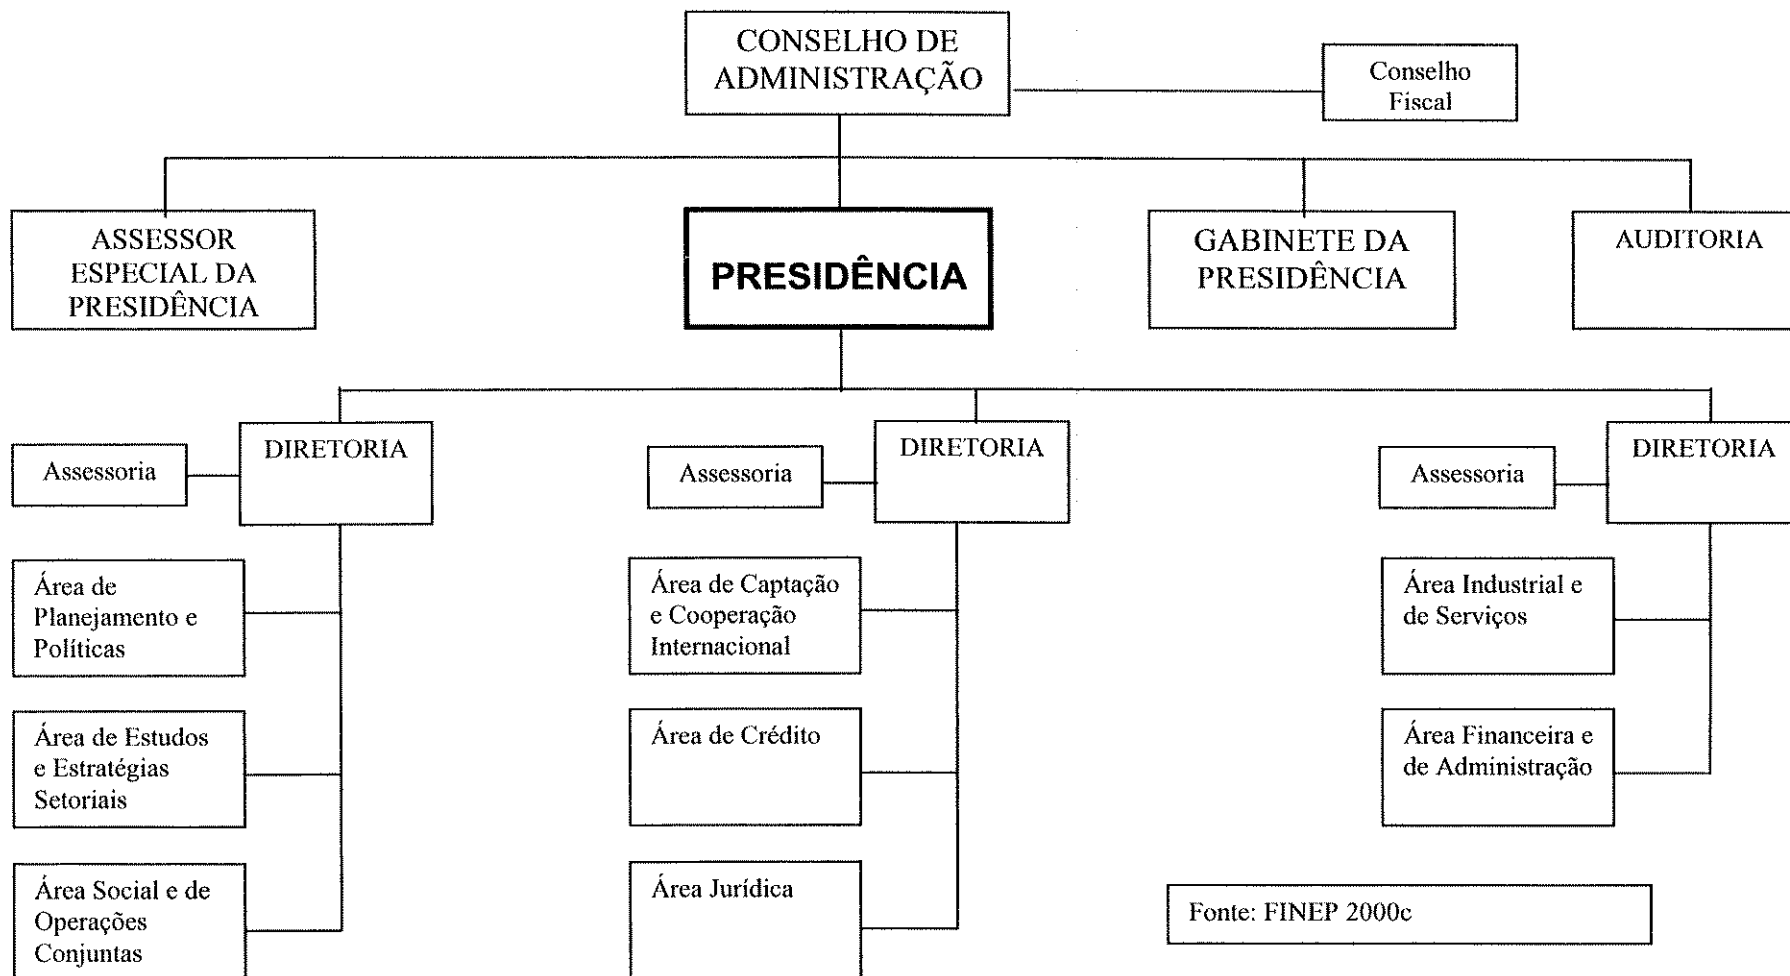 CONSELHO DE
ADMINISTRAÇÃO
Conselho
Fiscal
ASSESSOR
ESPECIAL DA
PRESIDÊNCIA
PRESIDÊNCIA
GABINETE DA
PRESIDÊNCIA
AUDITORIA
Assessoria
DIRETORIA
Assessoria
DIRETORIA
Assessoria
DIRETORIA
Área de
Planejamento e
Políticas
Área de Captação
e Cooperação
Internacional
Área Industrial e
de Serviços
Área de Estudos
e Estratégias
Setoriais
Área de Crédito
Área Financeira e
de Administração
Área Social e de
Operações
Conjuntas
Área Jurídica
Fonte: FINEP 2000c